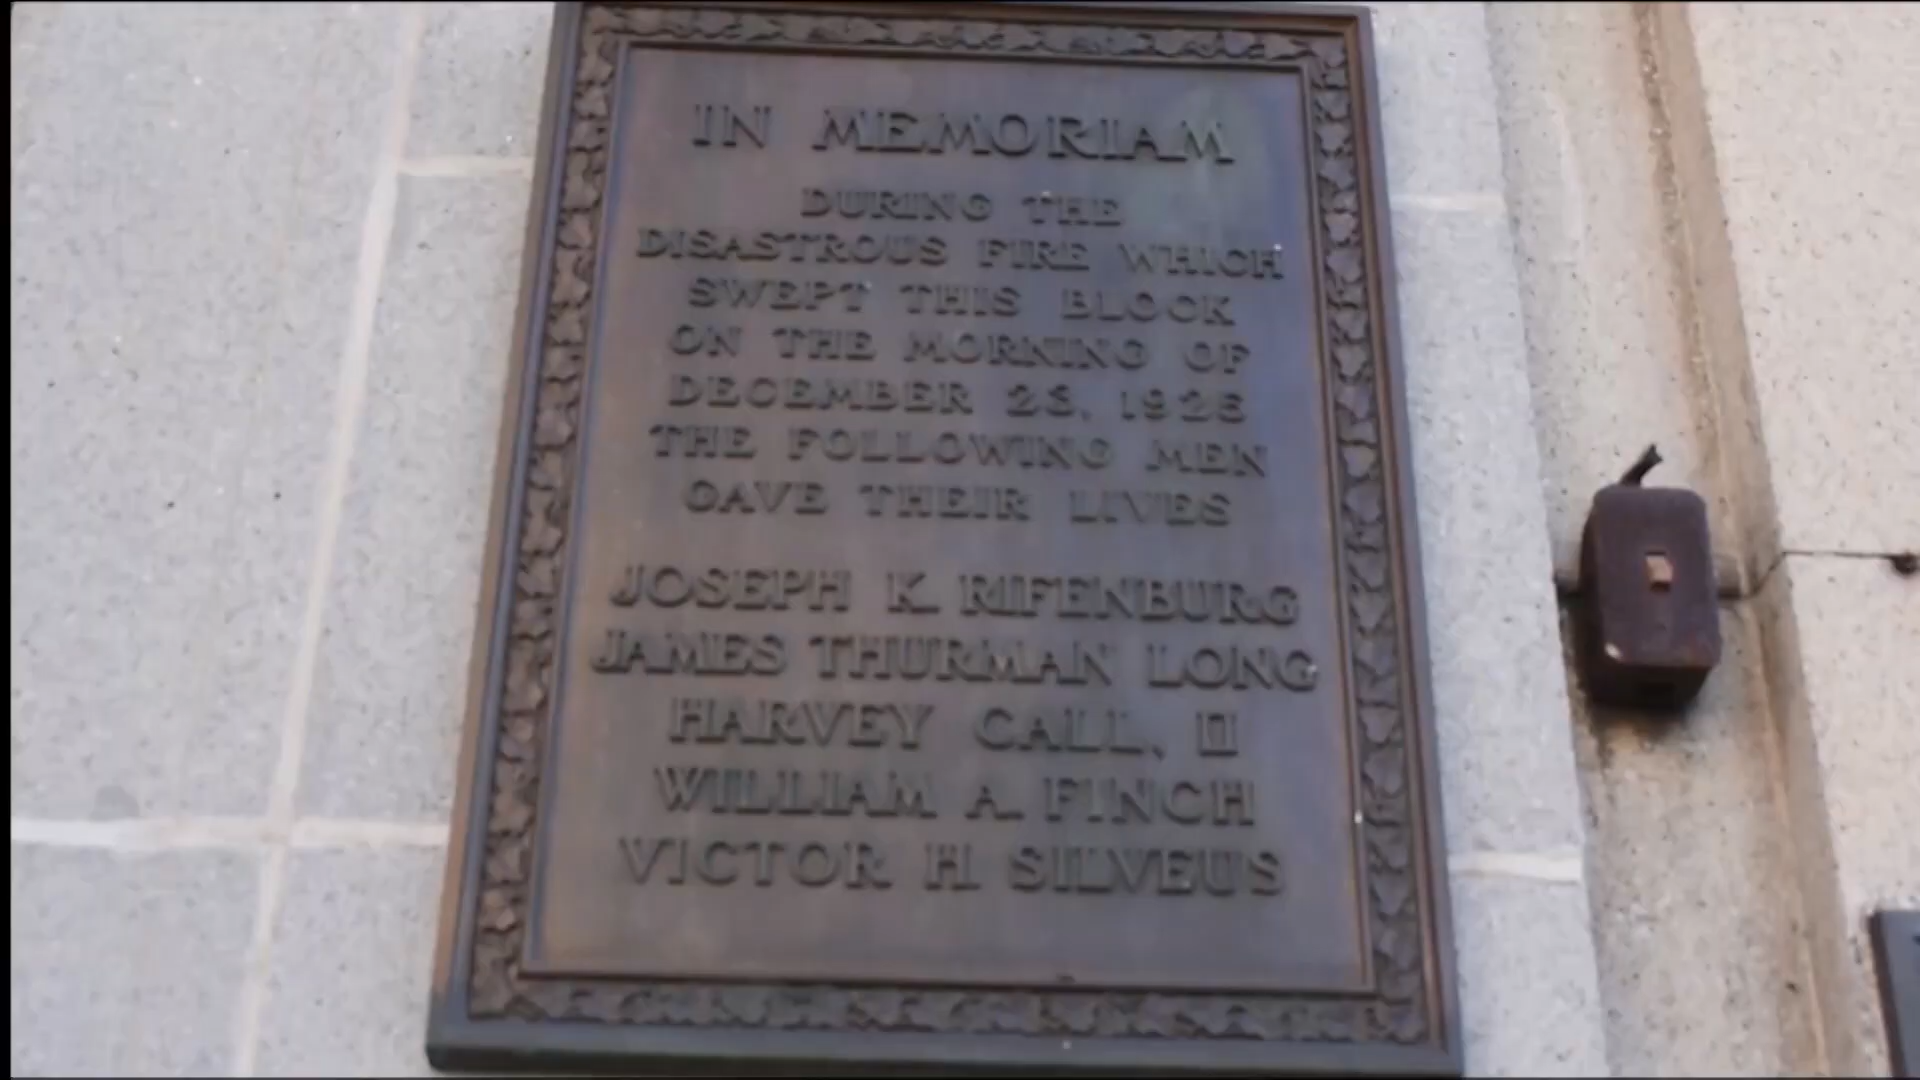 IN MEMORIAM
DURING THE
DISASTROUS FIRE WHICH
SWEPT THIS BLOCK
ON THE MORNING OF
DECEMBER 23, 1928
THE FOLLOWING MEN
GAVE THEIR LIVES
JOSEPH K. RIFENBURG
JAMES THURMAN LONG
HARVEY CALL, II
WILLIAM A. FINCH
VICTOR H. SILVEUS